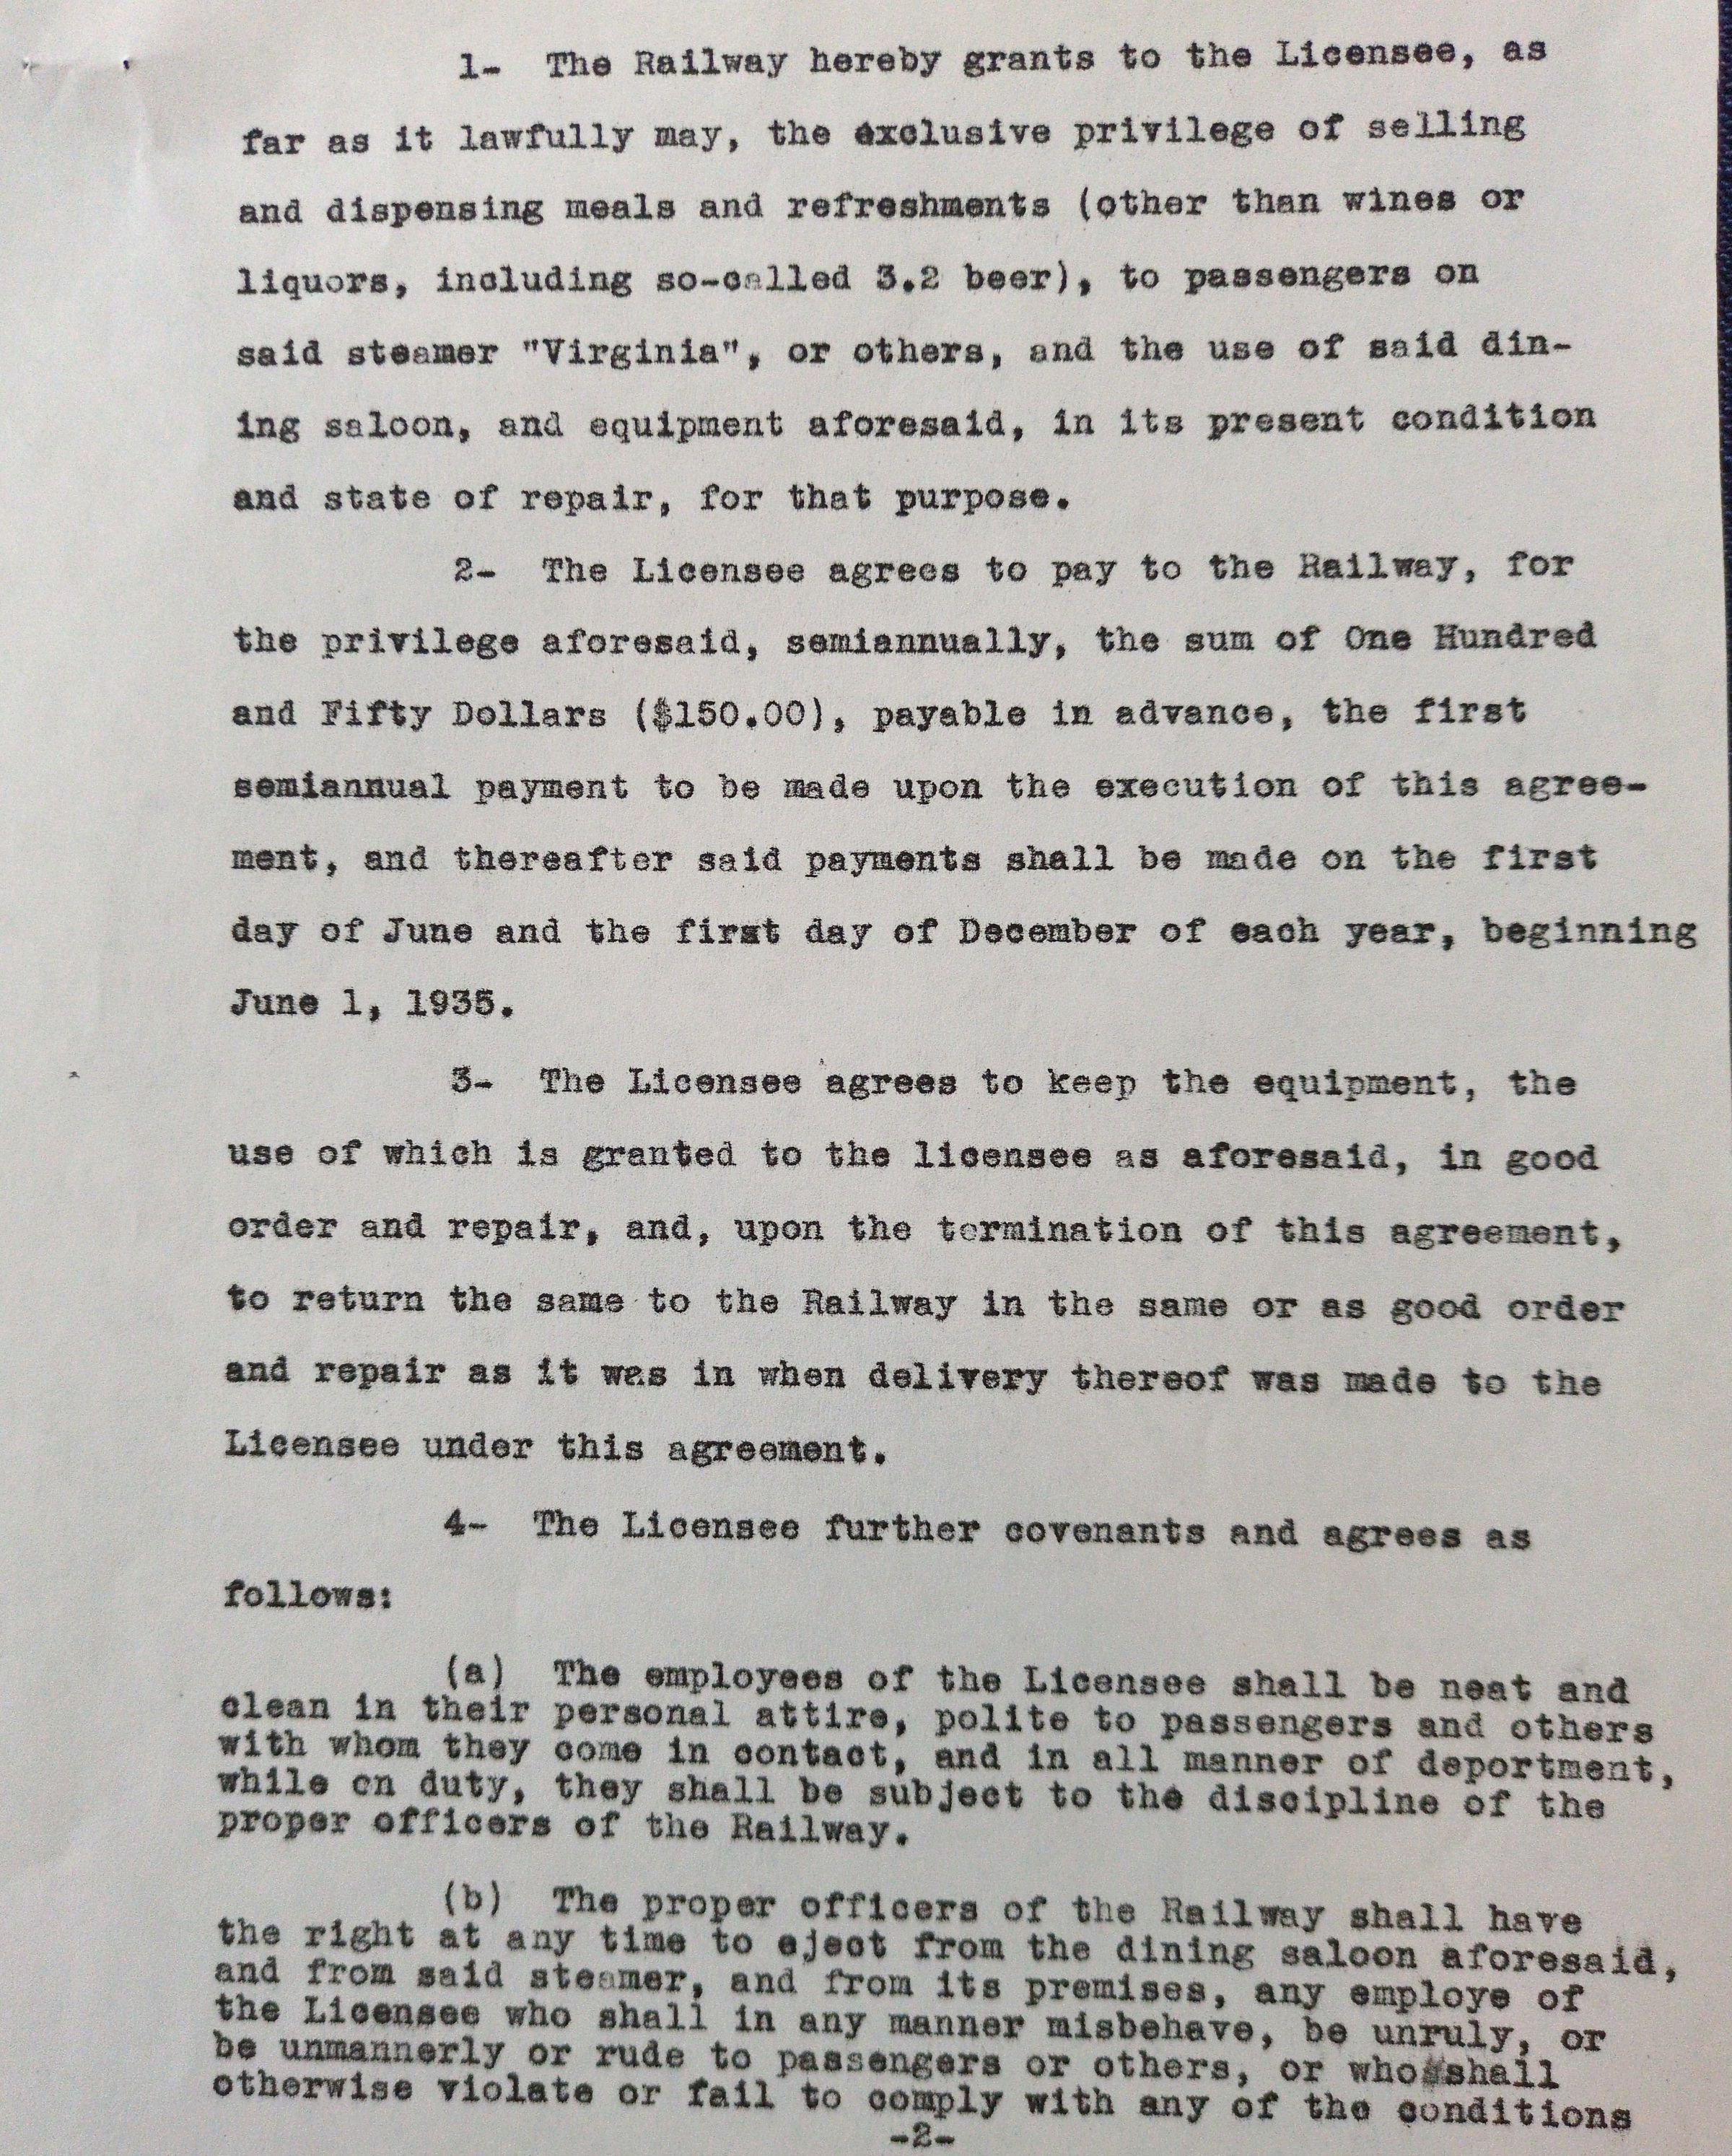 1- The Railway hereby grants to the Licensee, as
far as it lawfully may, the exclusive privilege of selling
and dispensing meals and refreshments (other than wines or
liquors, including so-called 3.2 beer), to passengers on
said steamer "Virginia", or others, and the use of said din-
ing saloon, and equipment aforesaid, in its present condition
and state of repair, for that purpose.
2- The Licensee agrees to pay to the Railway, for
the privilege aforesaid, semiannually, the sum of One Hundred
and Fifty Dollars ($150.00), payable in advance, the first
semiannual payment to be made upon the execution of this agree-
ment, and thereafter said payments shall be made on the first
day of June and the first day of December of each year, beginning
June 1, 1935.
3- The Licensee agrees to keep the equipment, the
use of which is granted to the licensee as aforesaid, in good
order and repair, and, upon the termination of this agreement,
to return the same to the Railway in the same or as good order
and repair as it was in when delivery thereof was made to the
Licensee under this agreement.
4- The Licensee further covenants and agrees as
follows:
(a) The employees of the Licensee shall be neat and
clean in their personal attire, polite to passengers and others
with whom they come in contact, and in all manner of deportment,
while on duty, they shall be subject to the discipline of the
proper officers of the Railway.
(b) The proper officers of the Railway shall have
the right at any time to eject from the dining saloon aforesaid,
and from said steamer, and from its premises, any employe of
the Licensee who shall in any manner misbehave, be unruly, or
be unmannerly or rude to passengers or others, or who shall
otherwise violate or fail to comply with any of the conditions
-2-